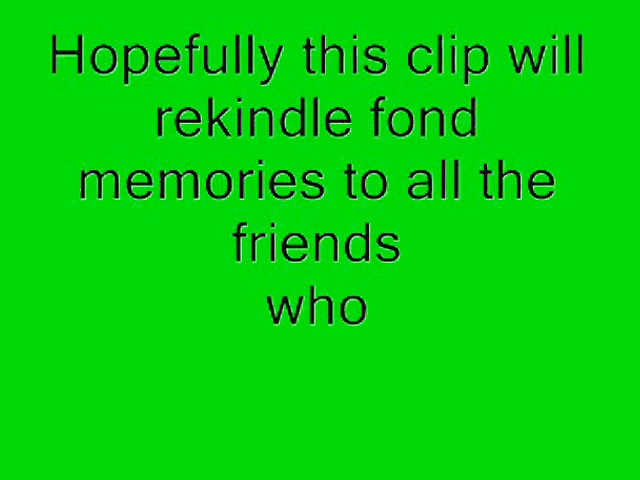 Hopefully this clip will
rekindle fond
memories to all the
friends
who